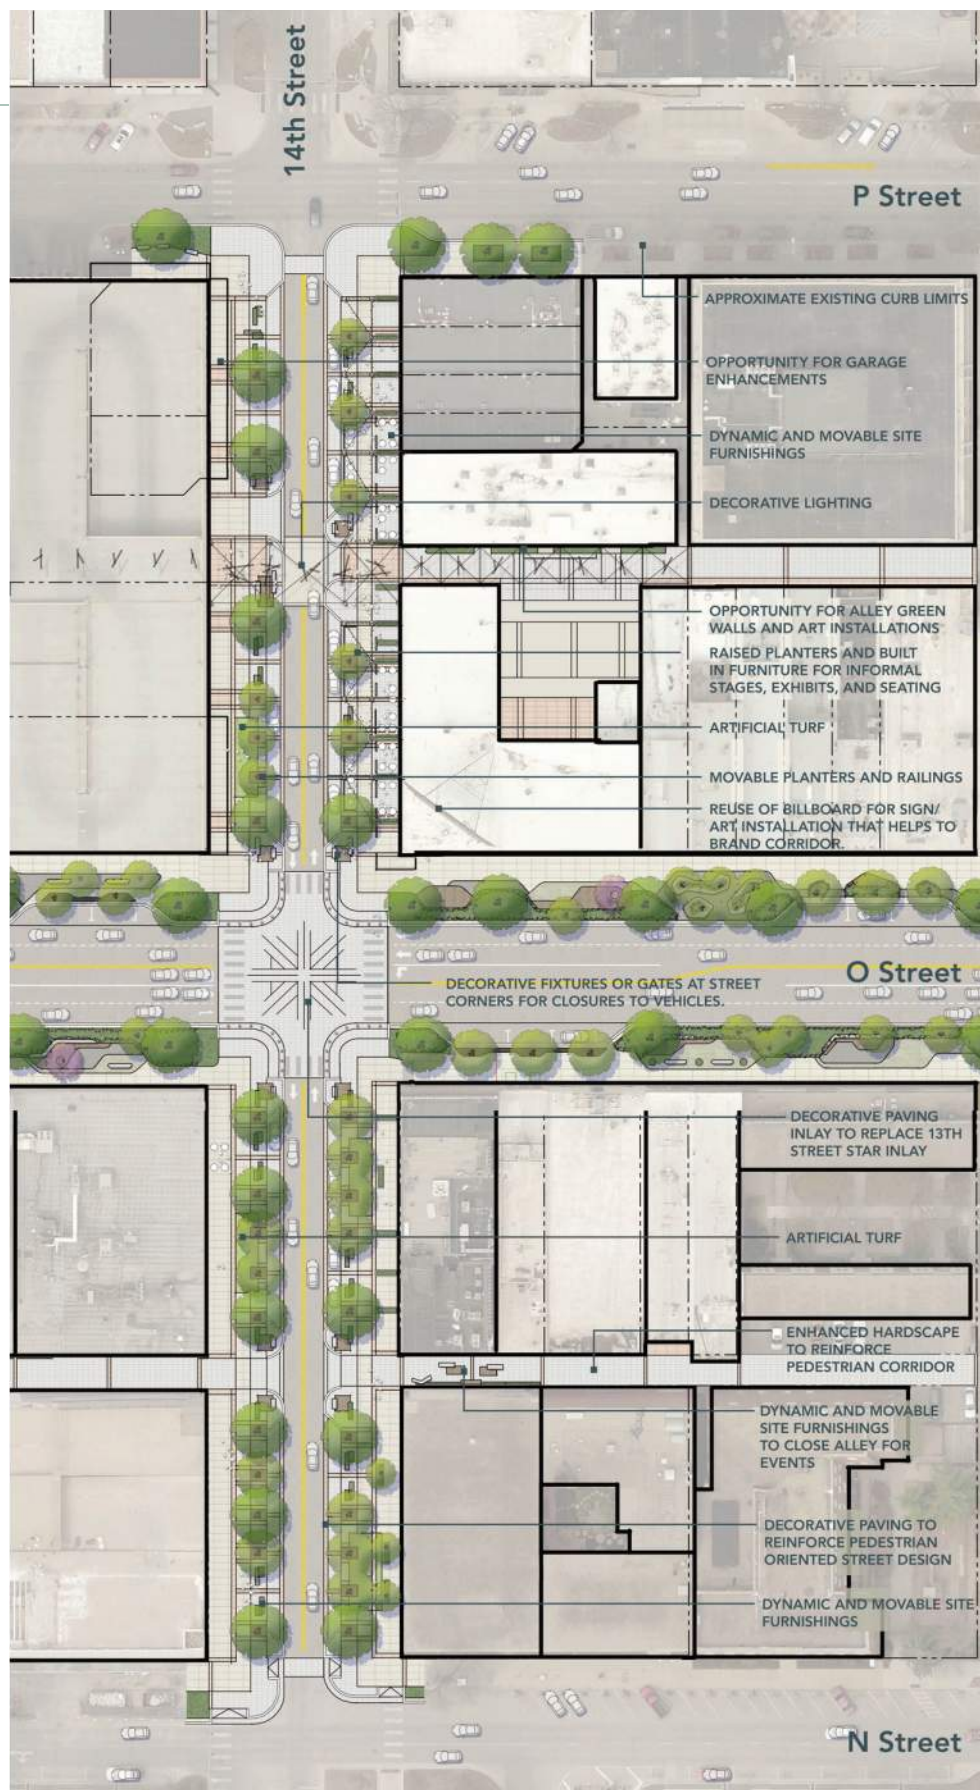 14th Street
P Street
APPROXIMATE EXISTING CURB LIMITS
OPPORTUNITY FOR GARAGE
ENHANCEMENTS
DYNAMIC AND MOVABLE SITE
FURNISHINGS
DECORATIVE LIGHTING
OPPORTUNITY FOR ALLEY GREEN
WALLS AND ART INSTALLATIONS
RAISED PLANTERS AND BUILT
IN FURNITURE FOR INFORMAL
STAGES, EXHIBITS, AND SEATING
ARTIFICIAL TURF
MOVABLE PLANTERS AND RAILINGS
REUSE OF BILLBOARD FOR SIGN/
ART INSTALLATION THAT HELPS TO
BRAND CORRIDOR.
O Street
DECORATIVE FIXTURES OR GATES AT STREET
CORNERS FOR CLOSURES TO VEHICLES.
DECORATIVE PAVING
INLAY TO REPLACE 13TH
STREET STAR INLAY
ARTIFICIAL TURF
ENHANCED HARDSCAPE
TO REINFORCE
PEDESTRIAN CORRIDOR
DYNAMIC AND MOVABLE
SITE FURNISHINGS
TO CLOSE ALLEY FOR
EVENTS
DECORATIVE PAVING TO
REINFORCE PEDESTRIAN
ORIENTED STREET DESIGN
DYNAMIC AND MOVABLE SITE
FURNISHINGS
N Street